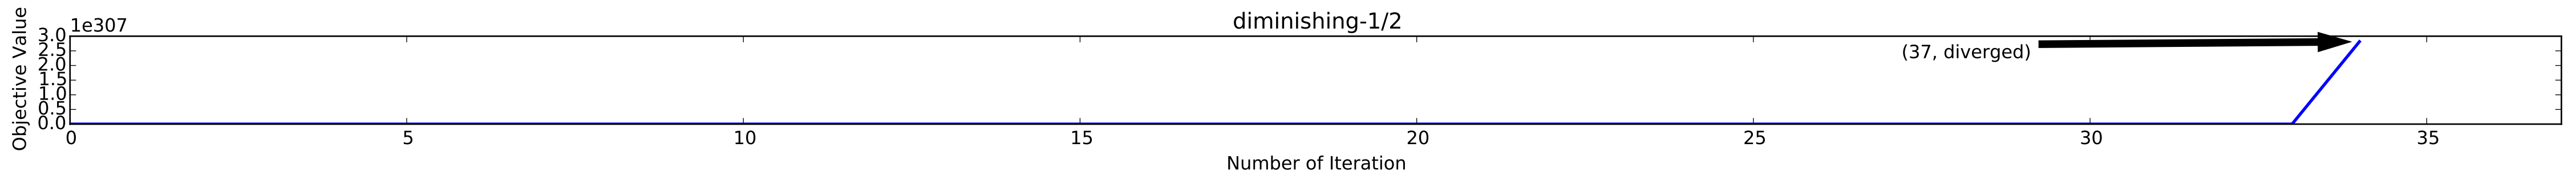 diminishing-1/2
1e307
Objective Value
3.0
2.5
2.0
1.5
1.0
0.5
0.0
(37, diverged)
0 5 10 15 20 25 30 35
Number of Iteration